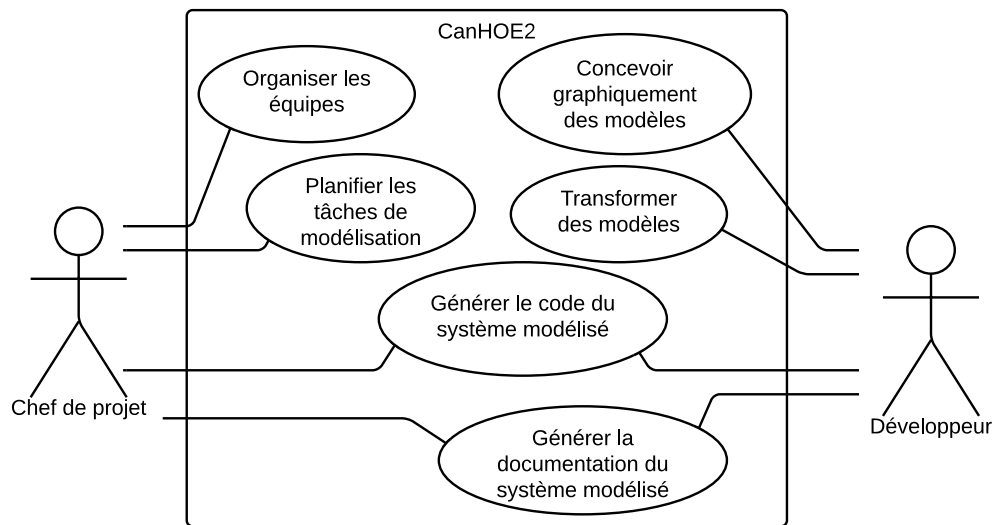 CanHOE2
Organiser les
équipes
Concevoir
graphiquement
des modèles
Planifier les
tâches de
modélisation
Transformer
des modèles
Générer le code du
système modélisé
Chef de projet
Développeur
Générer la
documentation du
système modélisé